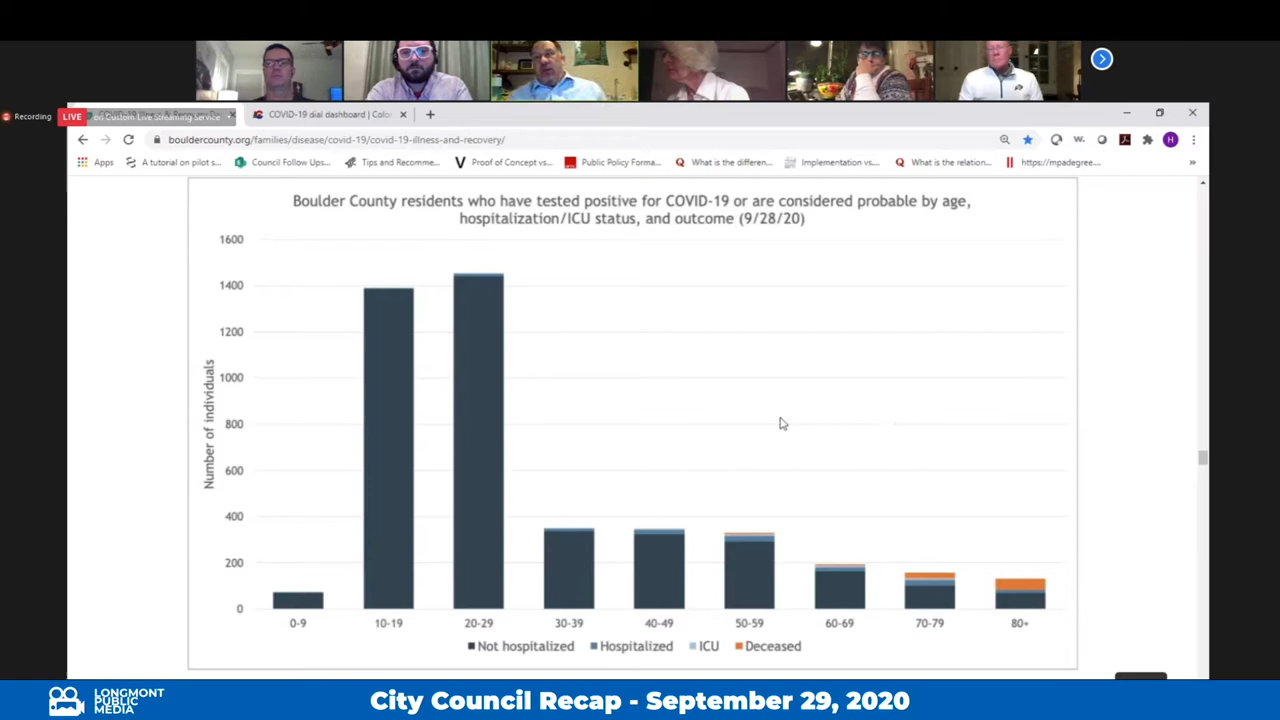 Recording
LIVE
on Custom Live Streaming Service
COVID-19 dial dashboard | Colo
bouldercounty.org/families/disease/covid-19/covid-19-illness-and-recovery/
W.
H
Apps
A tutorial on pilot s...
Council Follow Ups...
Tips and Recomme...
Proof of Concept vs...
Public Policy Forma...
What is the differen...
Implementation vs...
What is the relation...
https://mpadegree....
Boulder County residents who have tested positive for COVID-19 or are considered probable by age,
hospitalization/ICU status, and outcome (9/28/20)
Number of individuals
1600
1400
1200
1000
800
600
400
200
0
0-9 10-19 20-29 30-39 40-49 50-59 60-69 70-79 80+
Not hospitalized Hospitalized ICU Deceased
LONGMONT
PUBLIC
MEDIA
City Council Recap - September 29, 2020